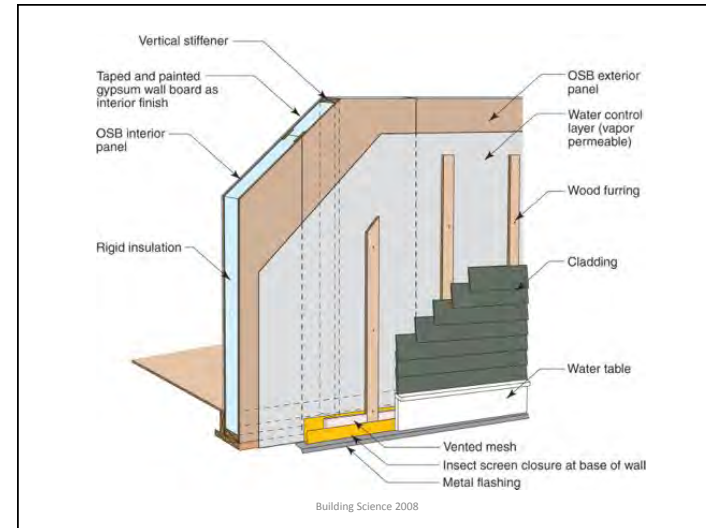 Vertical stiffener
Taped and painted
gypsum wall board as
interior finish
OSB interior
panel
Rigid insulation
OSB exterior
panel
Water control
layer (vapor
permeable)
Wood furring
Cladding
Water table
Vented mesh
Insect screen closure at base of wall
Metal flashing
Building Science 2008